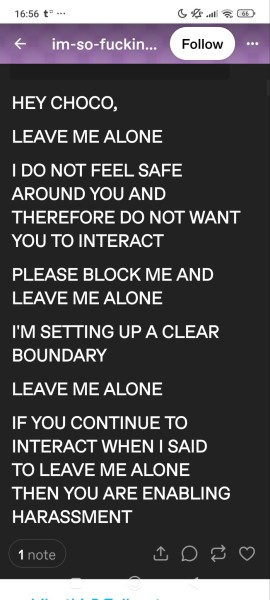 16:56
66
im-so-fuckin...
Follow
HEY CHOCO,
LEAVE ME ALONE
I DO NOT FEEL SAFE
AROUND YOU AND
THEREFORE DO NOT WANT
YOU TO INTERACT
PLEASE BLOCK ME AND
LEAVE ME ALONE
I'M SETTING UP A CLEAR
BOUNDARY
LEAVE ME ALONE
IF YOU CONTINUE TO
INTERACT WHEN I SAID
TO LEAVE ME ALONE
THEN YOU ARE ENABLING
HARASSMENT
1 note